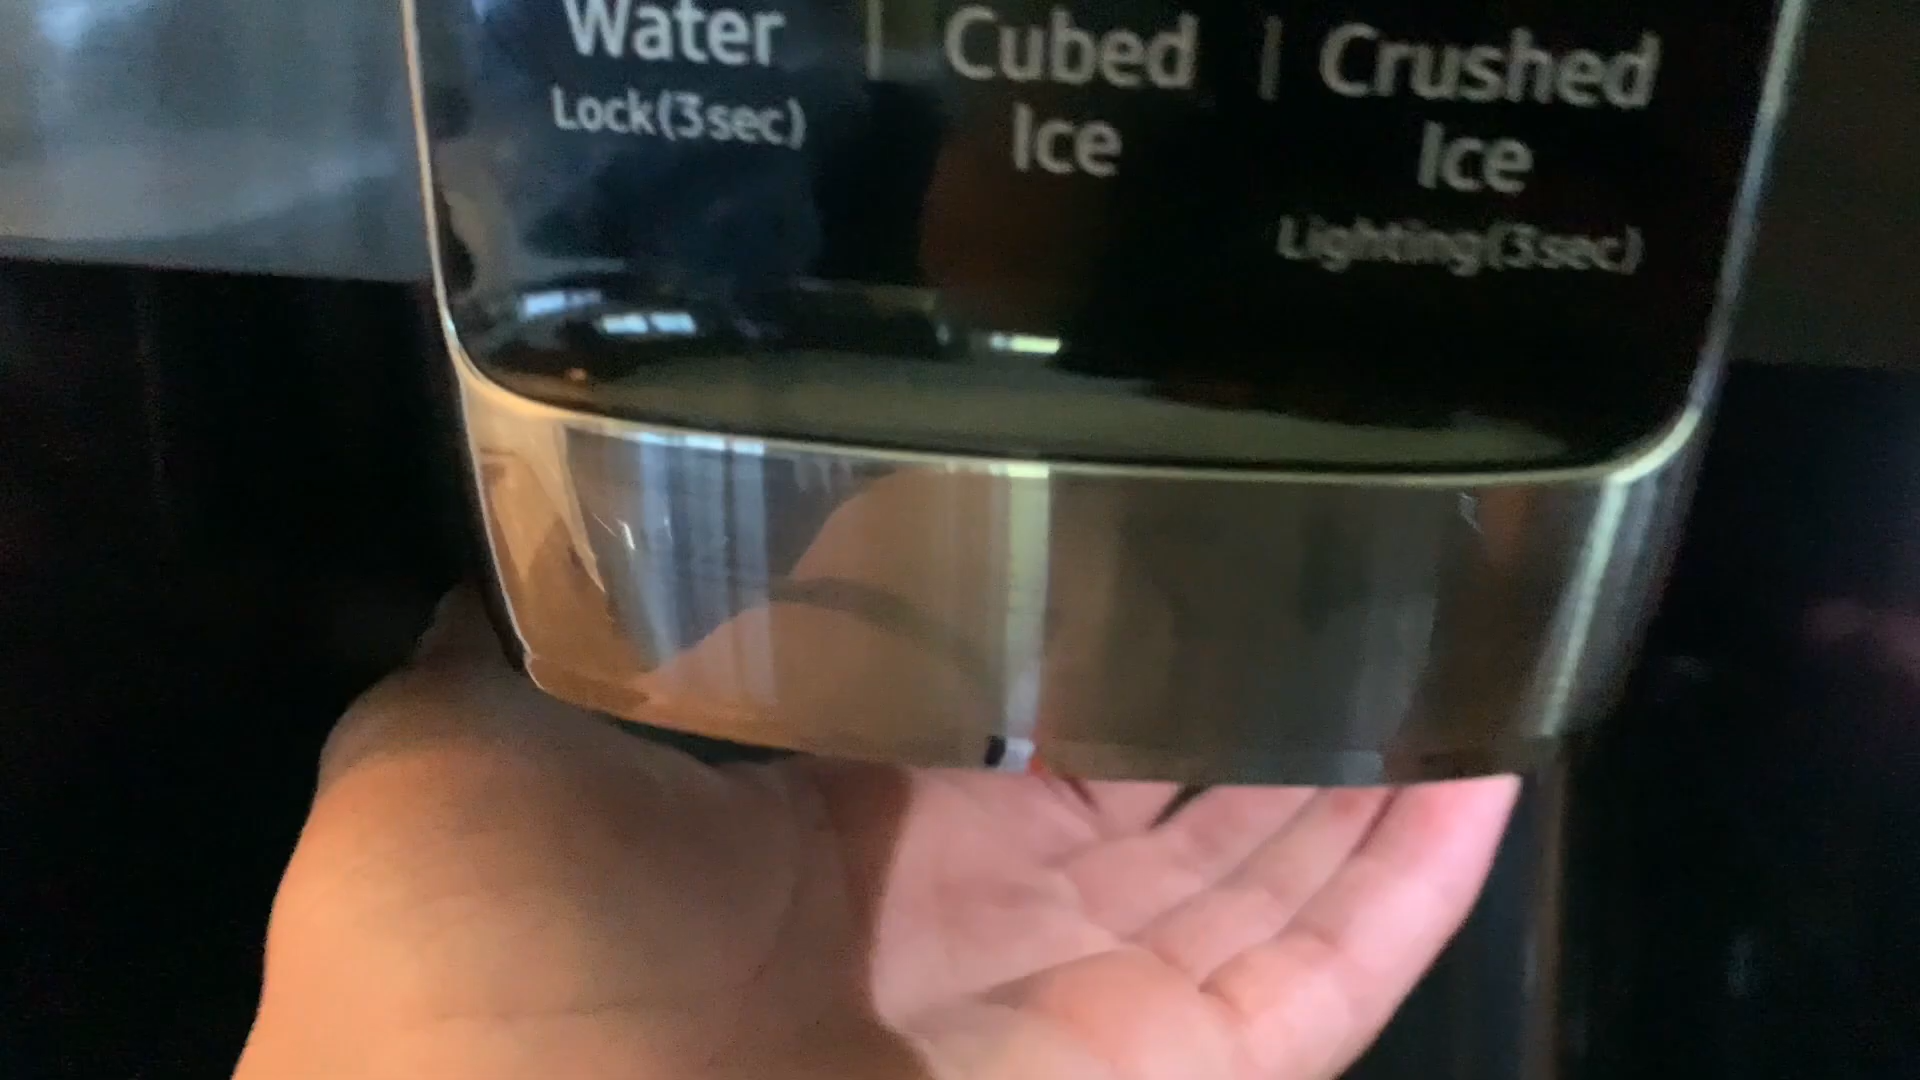 Water | Cubed Ice | Crushed Ice
Lock(3sec)
Lighting(3sec)